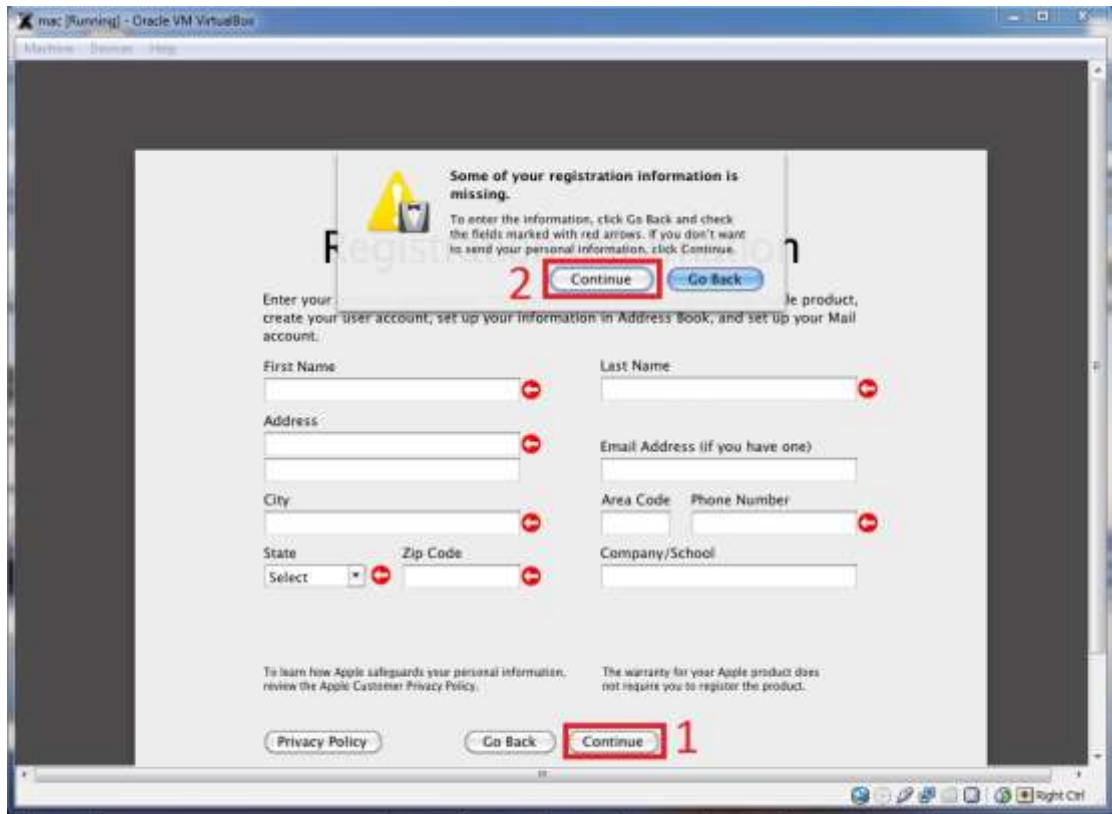 mac [Running] - Oracle VM VirtualBox
Machine Devices Help
Some of your registration information is
missing.
To enter the information, click Go Back and check
the fields marked with red arrows. If you don't want
to send your personal information, click Continue.
2 Continue Go Back
Enter your le product,
create your user account, set up your information in Address Book, and set up your Mail
account.
First Name Last Name
Address
Email Address (if you have one)
City Area Code Phone Number
State Zip Code Company/School
Select
To learn how Apple safeguards your personal information,
review the Apple Customer Privacy Policy.
The warranty for your Apple product does
not require you to register the product.
Privacy Policy Go Back Continue 1
Right Ctrl